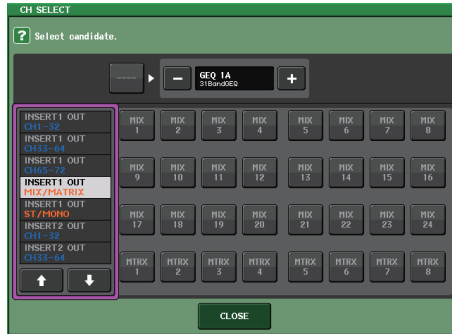 CH SELECT
? Select candidate.
----
GEQ 1A
31BandGEQ
INSERT1 OUT
CH1-32
INSERT1 OUT
CH33-64
INSERT1 OUT
CH65-72
INSERT1 OUT
MIX/MATRIX
INSERT1 OUT
ST/MONO
INSERT2 OUT
CH1-32
INSERT2 OUT
CH33-64
MIX 1 MIX 2 MIX 3 MIX 4 MIX 5 MIX 6 MIX 7 MIX 8
MIX 9 MIX 10 MIX 11 MIX 12 MIX 13 MIX 14 MIX 15 MIX 16
MIX 17 MIX 18 MIX 19 MIX 20 MIX 21 MIX 22 MIX 23 MIX 24
MTRX 1 MTRX 2 MTRX 3 MTRX 4 MTRX 5 MTRX 6 MTRX 7 MTRX 8
CLOSE